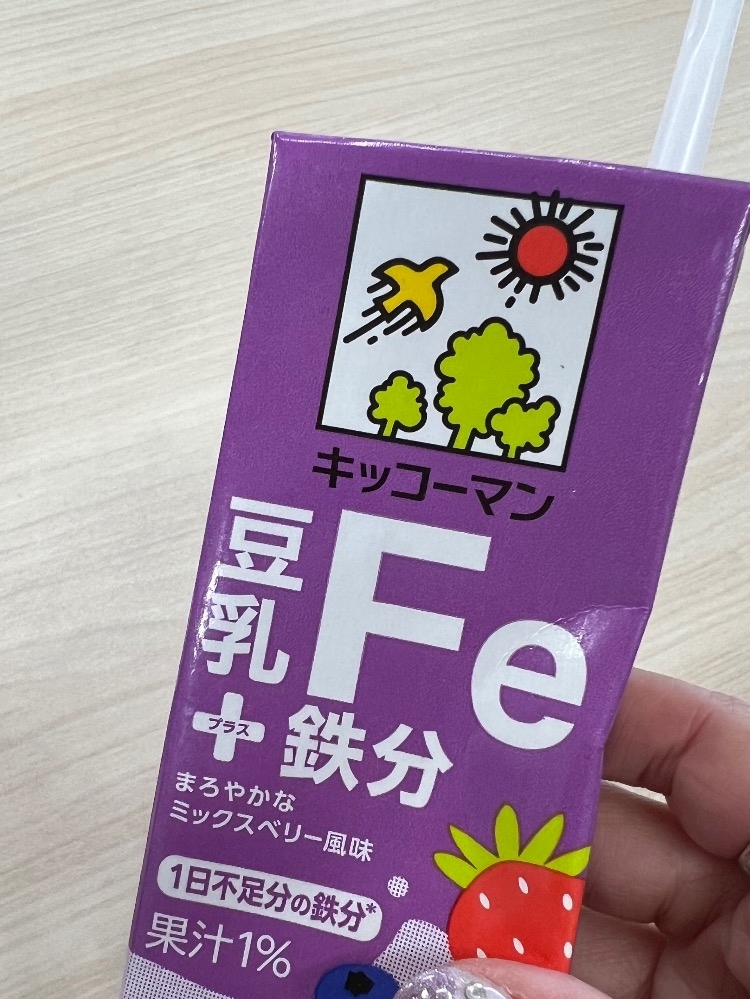 キッコーマン
豆乳 Fe
＋プラス 鉄分
まろやかな
ミックスベリー風味
1日不足分の鉄分*
果汁1%